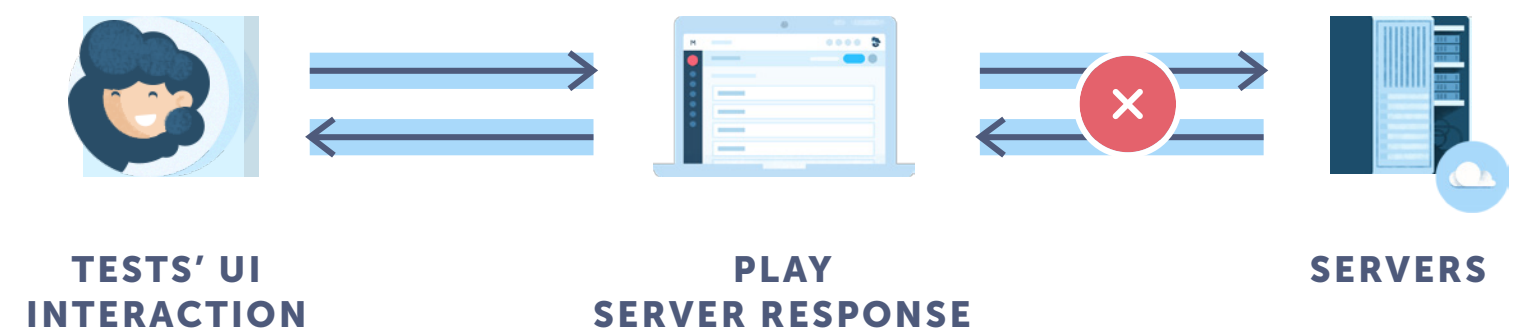 TESTS’ UI
INTERACTION
PLAY
SERVER RESPONSE
SERVERS